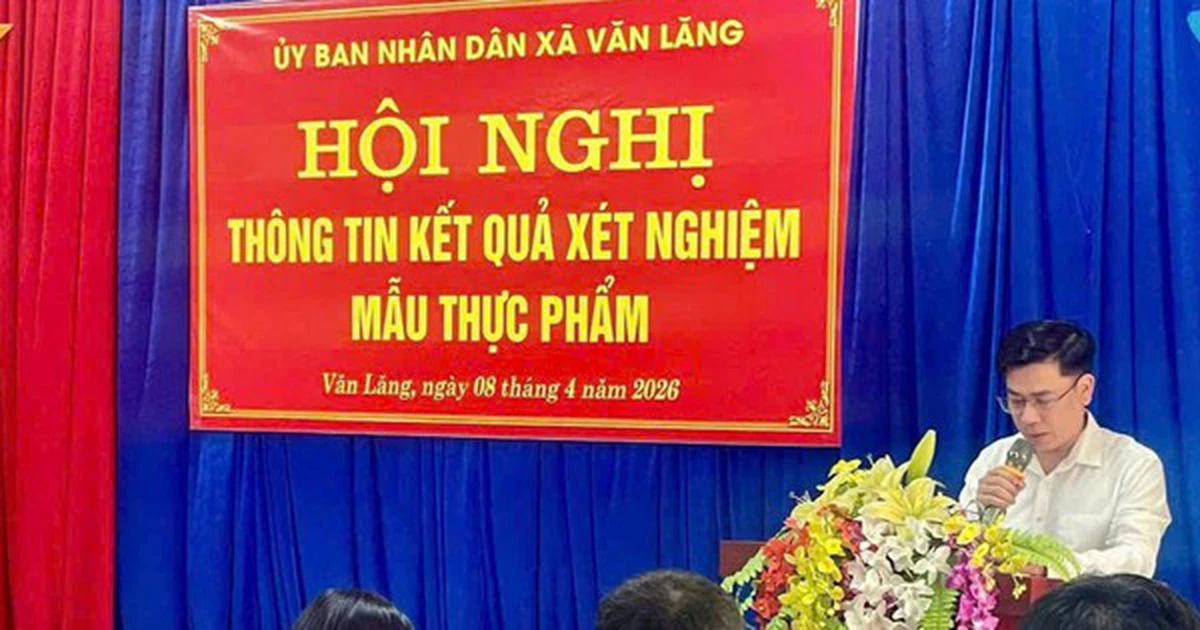 ỦY BAN NHÂN DÂN XÃ VĂN LĂNG
HỘI NGHỊ
THÔNG TIN KẾT QUẢ XÉT NGHIỆM
MẪU THỰC PHẨM
Văn Lăng, ngày 08 tháng 4 năm 2026